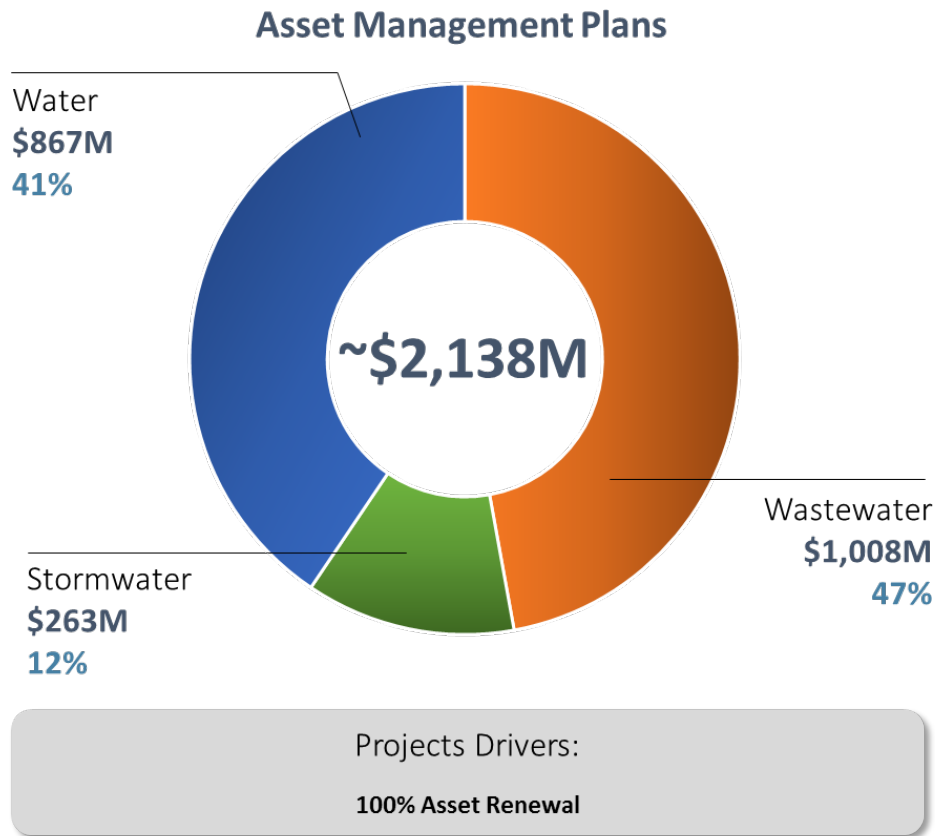 Asset Management Plans
Water
$867M
41%
~$2,138M
Wastewater
$1,008M
47%
Stormwater
$263M
12%
Projects Drivers:
100% Asset Renewal